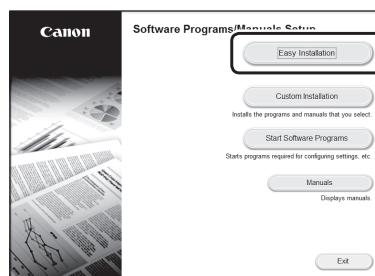 Canon
Software Programs/Manuals Setup
Easy Installation
Custom Installation
Installs the programs and manuals that you select.
Start Software Programs
Starts programs required for configuring settings, etc.
Manuals
Displays manuals.
Exit